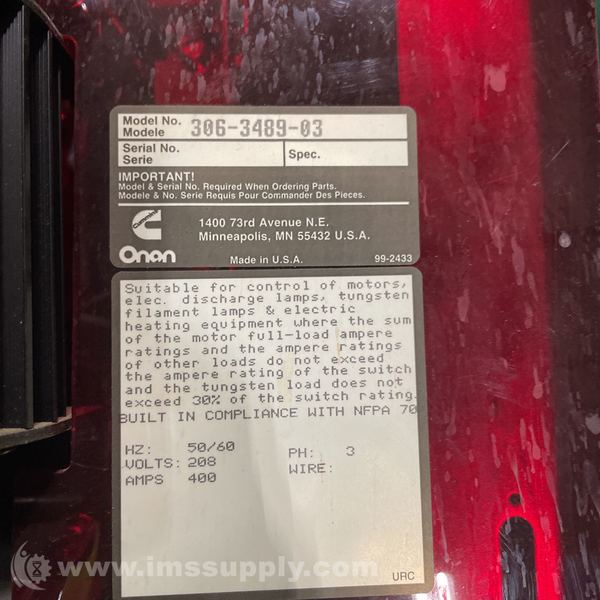 Model No.
Modele 306-3489-03
Serial No.
Serie
Spec.
IMPORTANT!
Model & Serial No. Required When Ordering Parts.
Modele & No. Serie Requis Pour Commander Des Pieces.
Cummins
Onan
1400 73rd Avenue N.E.
Minneapolis, MN 55432 U.S.A.
Made in U.S.A. 99-2433
Suitable for control of motors,
elec. discharge lamps, tungsten
filament lamps & electric
heating equipment where the sum
of the motor full-load ampere
ratings and the ampere ratings
of other loads do not exceed
the ampere rating of the switch
and the tungsten load does not
exceed 30% of the switch rating.
BUILT IN COMPLIANCE WITH NFPA 70
HZ: 50/60 PH: 3
VOLTS: 208 WIRE:
AMPS 400
URC
www.imssupply.com